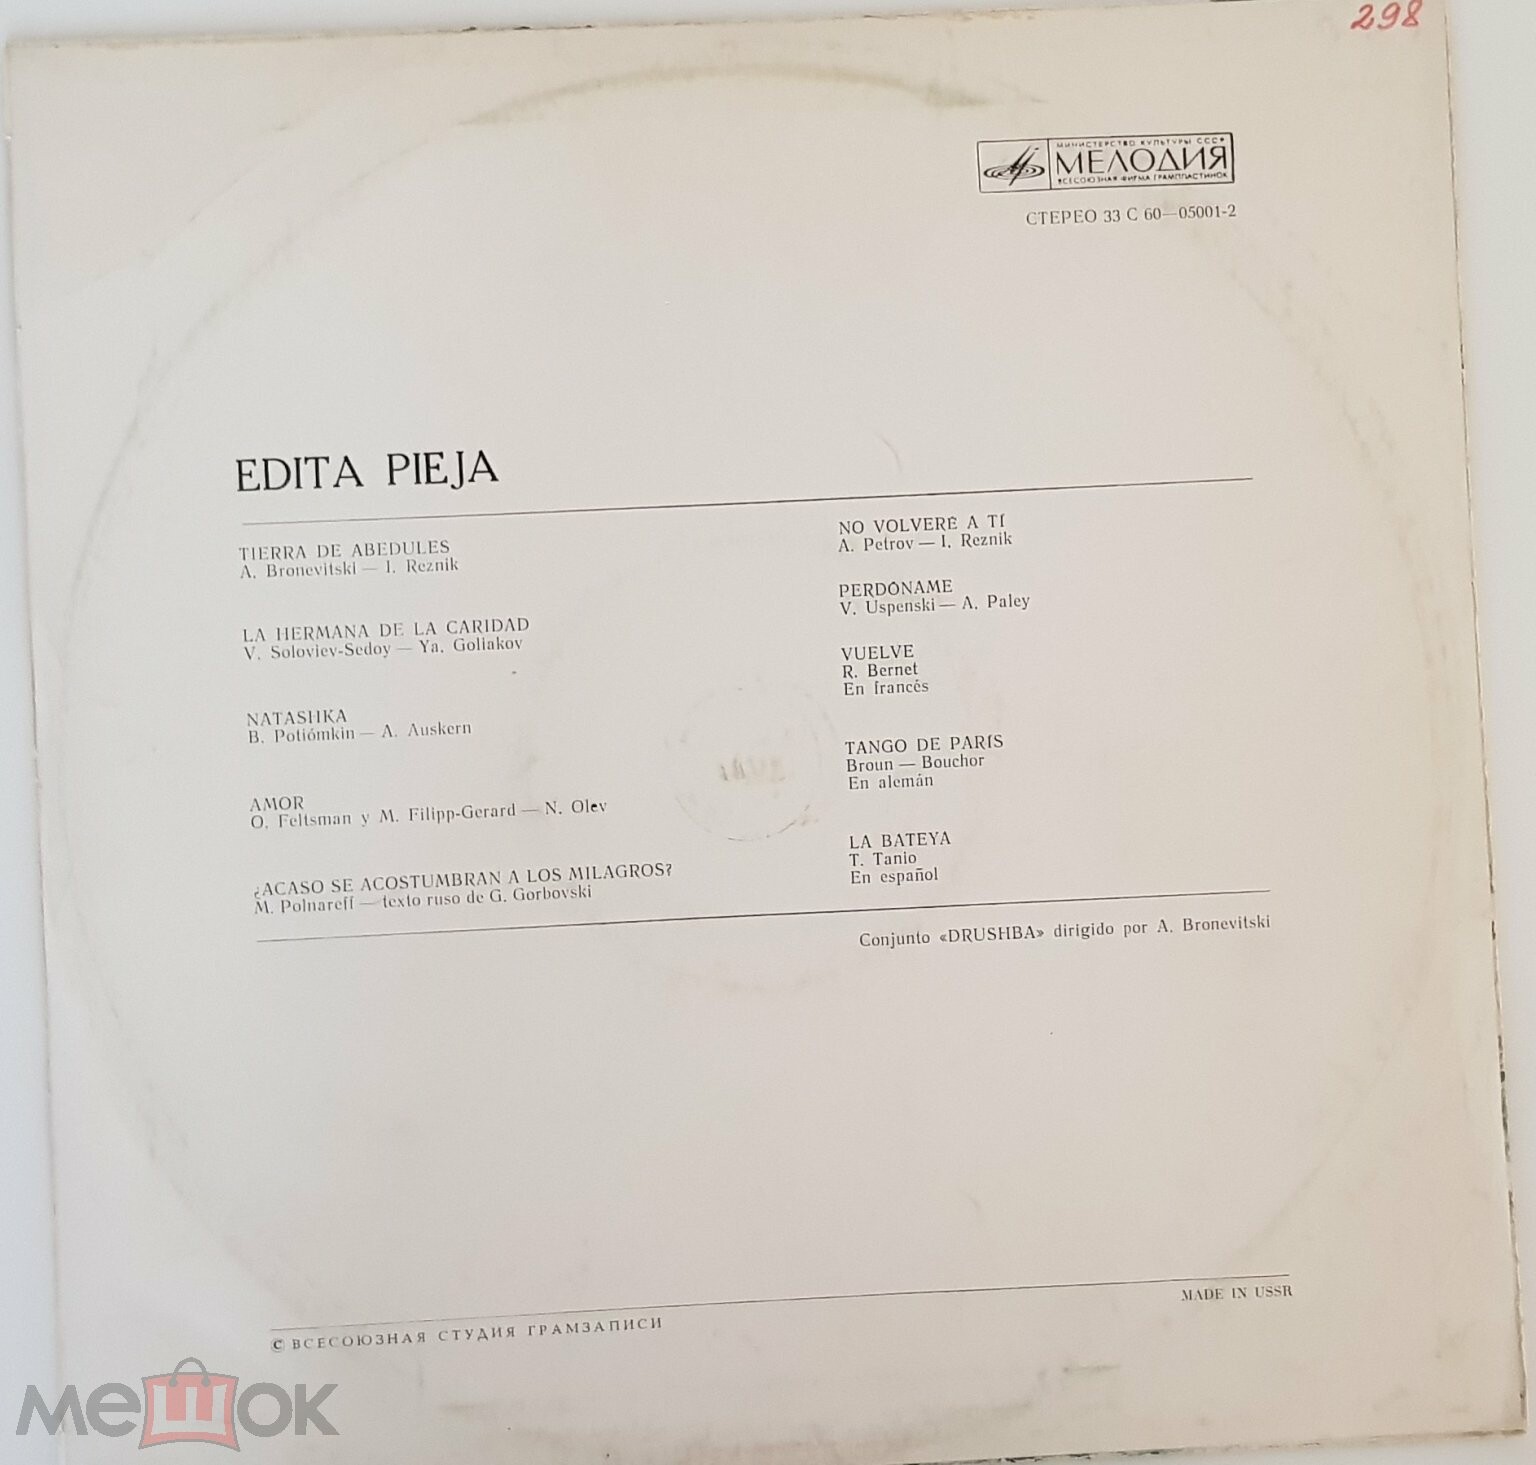 298
МИНИСТЕРСТВО КУЛЬТУРЫ СССР
МЕЛОДИЯ
ВСЕСОЮЗНАЯ ФИРМА ГРАМПЛАСТИНОК
СТЕРЕО 33 С 60—05001-2
EDITA PIEJA
TIERRA DE ABEDULES
A. Bronevitski — I. Reznik
LA HERMANA DE LA CARIDAD
V. Soloviev-Sedoy — Ya. Goliakov
NATASHKA
B. Potiómkin — A. Auskern
AMOR
O. Feltsman y M. Filipp-Gerard — N. Olev
¿ACASO SE ACOSTUMBRAN A LOS MILAGROS?
M. Polnareff — texto ruso de G. Gorbovski
NO VOLVERÉ A TÍ
A. Petrov — I. Reznik
PERDÓNAME
V. Uspenski — A. Paley
VUELVE
R. Bernet
En francés
TANGO DE PARÍS
Broun — Bouchor
En alemán
LA BATEYA
T. Tanio
En español
Conjunto «DRUSHBA» dirigido por A. Bronevitski
MADE IN USSR
© ВСЕСОЮЗНАЯ СТУДИЯ ГРАМЗАПИСИ
мешок